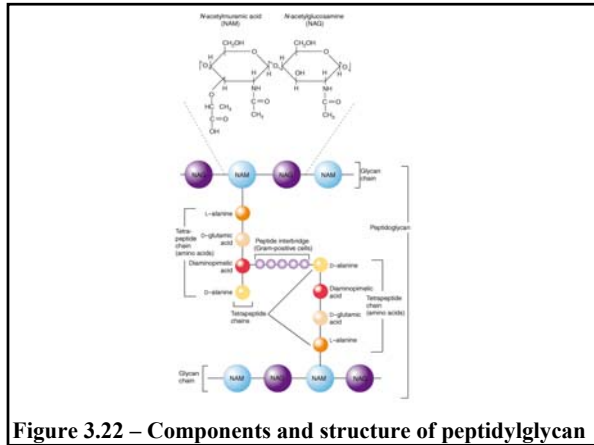 N-acetylmuramic acid
(NAM)
N-acetylglucosamine
(NAG)
CH₂OH
CH₂OH
O
O
H
H
H
H
O
O
O
H
H
OH
H
H
H
O
NH
H
NH
HC
CH₃
C=O
C=O
C=O
CH₃
CH₃
OH
NAG
NAM
NAG
NAM
Glycan
chain
Peptidoglycan
L-alanine
Tetra-
peptide
chain
(amino acids)
D-glutamic
acid
Peptide interbridge
(Gram-positive cells)
Diaminopimelic
acid
D-alanine
D-alanine
Tetrapeptide
chains
Diaminopimelic
acid
Tetrapeptide
chain
(amino acids)
D-glutamic
acid
L-alanine
Glycan
chain
NAM
NAG
NAM
NAG
Figure 3.22 – Components and structure of peptidylglycan